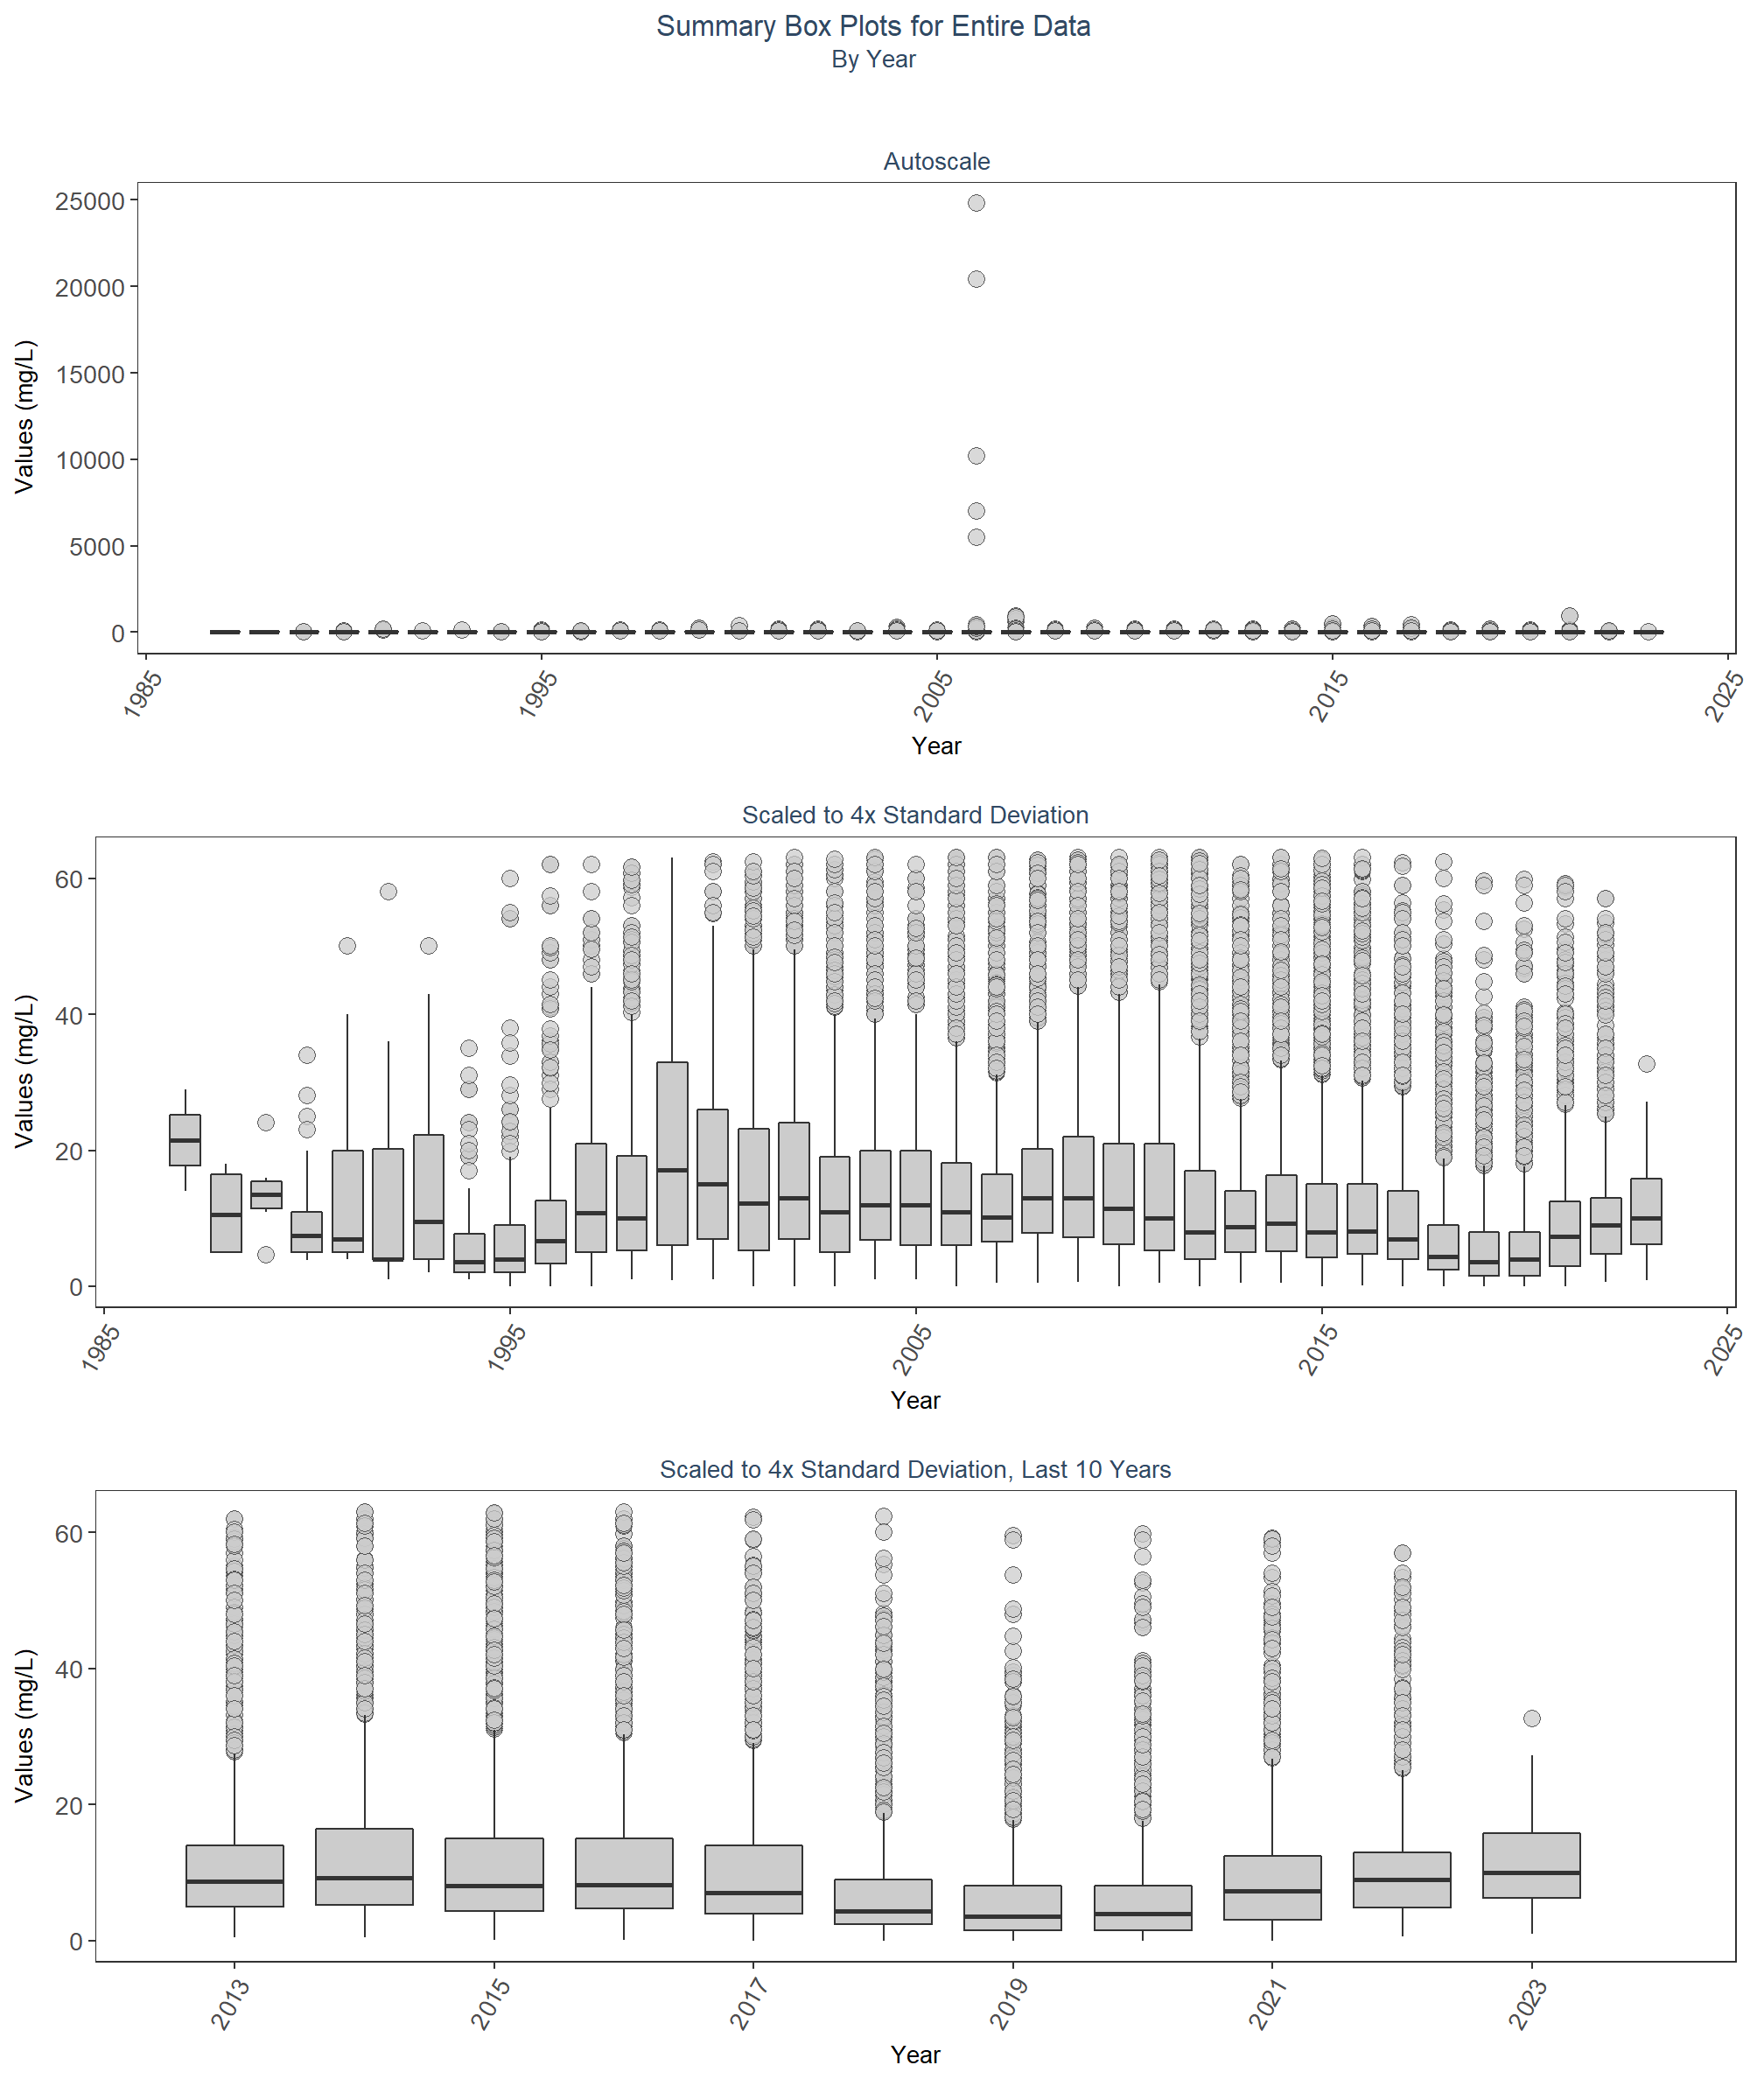 Summary Box Plots for Entire Data
By Year
Autoscale
Values (mg/L)
25000
20000
15000
10000
5000
0
1985
1995
2005
2015
2025
Year
Scaled to 4x Standard Deviation
Values (mg/L)
60
40
20
0
1985
1995
2005
2015
2025
Year
Scaled to 4x Standard Deviation, Last 10 Years
Values (mg/L)
60
40
20
0
2013
2015
2017
2019
2021
2023
Year